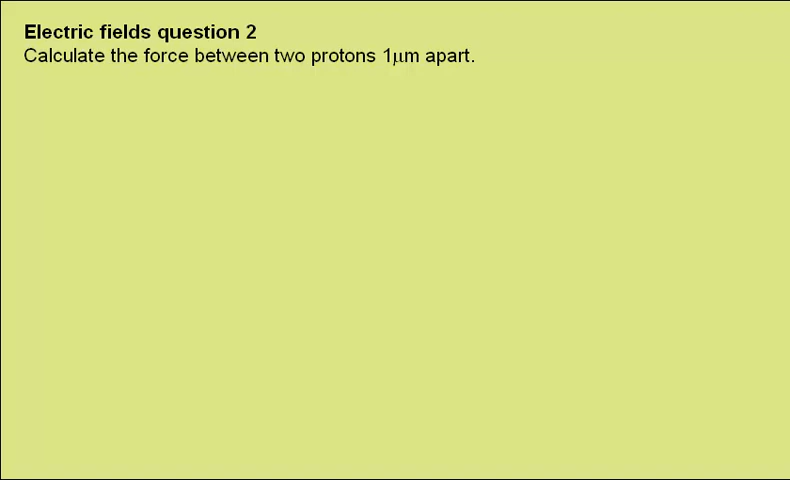 Electric fields question 2
Calculate the force between two protons 1μm apart.